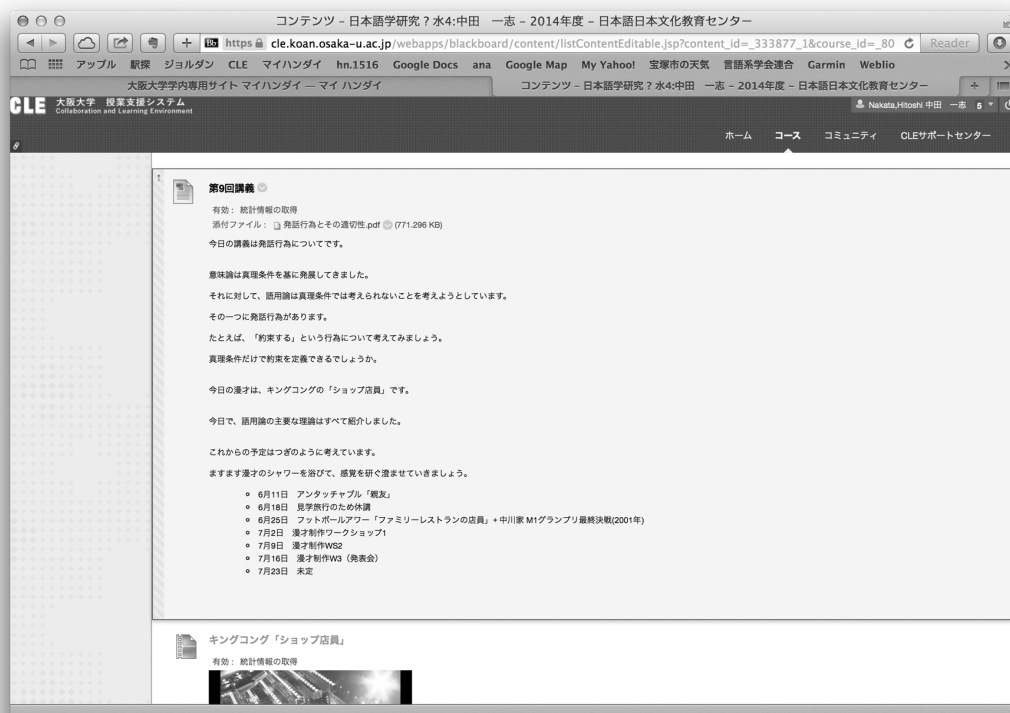 コンテンツ – 日本語学研究 ? 水4:中田　一志 – 2014年度 – 日本語日本文化教育センター
https cle.koan.osaka-u.ac.jp/webapps/blackboard/content/listContentEditable.jsp?content_id=_333877_1&course_id=_80 Reader
アップル 駅探 ジョルダン CLE マイハンダイ hn.1516 Google Docs ana Google Map My Yahoo! 宝塚市の天気 言語系学会連合 Garmin Weblio
大阪大学学内専用サイト マイハンダイ — マイ ハンダイ コンテンツ – 日本語学研究 ? 水4:中田　一志 – 2014年度 – 日本語日本文化教育センター
CLE 大阪大学　授業支援システム
Collaboration and Learning Environment
Nakata,Hitoshi 中田　一志 5
ホーム コース コミュニティ CLEサポートセンター
第9回講義
有効： 統計情報の取得
添付ファイル： 発話行為とその適切性.pdf (771.296 KB)
今日の講義は発話行為についてです。
意味論は真理条件を基に発展してきました。
それに対して、語用論は真理条件では考えられないことを考えようとしています。
その一つに発話行為があります。
たとえば、「約束する」という行為について考えてみましょう。
真理条件だけで約束を定義できるでしょうか。
今日の漫才は、キングコングの「ショップ店員」です。
今日で、語用論の主要な理論はすべて紹介しました。
これからの予定はつぎのように考えています。
ますます漫才のシャワーを浴びて、感覚を研ぐ澄ませていきましょう。
6月11日　アンタッチャブル「親友」
6月18日　見学旅行のため休講
6月25日　フットボールアワー「ファミリーレストランの店員」+ 中川家 M1グランプリ最終決戦(2001年)
7月2日　漫才制作ワークショップ1
7月9日　漫才制作WS2
7月16日　漫才制作W3（発表会）
7月23日　未定
キングコング「ショップ店員」
有効： 統計情報の取得